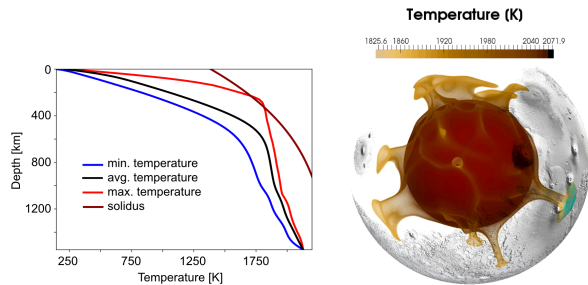 Temperature [K]
1825.6 1860 1920 1980 2040 2071.9
0
400
800
1200
Depth [km]
min. temperature
avg. temperature
max. temperature
solidus
250 750 1250 1750
Temperature [K]